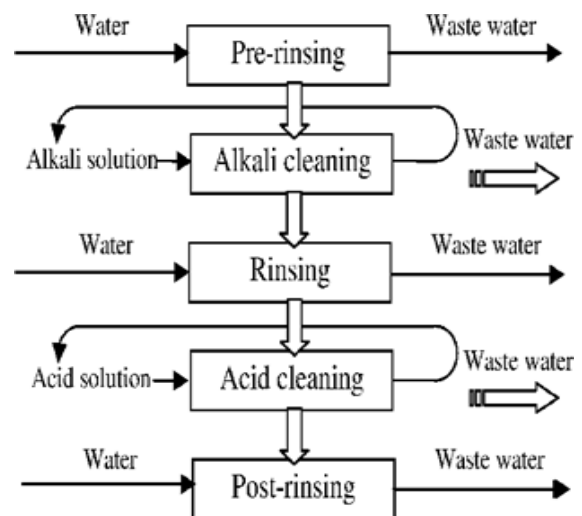 Water
Waste water
Pre-rinsing
Alkali solution
Alkali cleaning
Waste water
Water
Waste water
Rinsing
Acid solution
Acid cleaning
Waste water
Water
Waste water
Post-rinsing